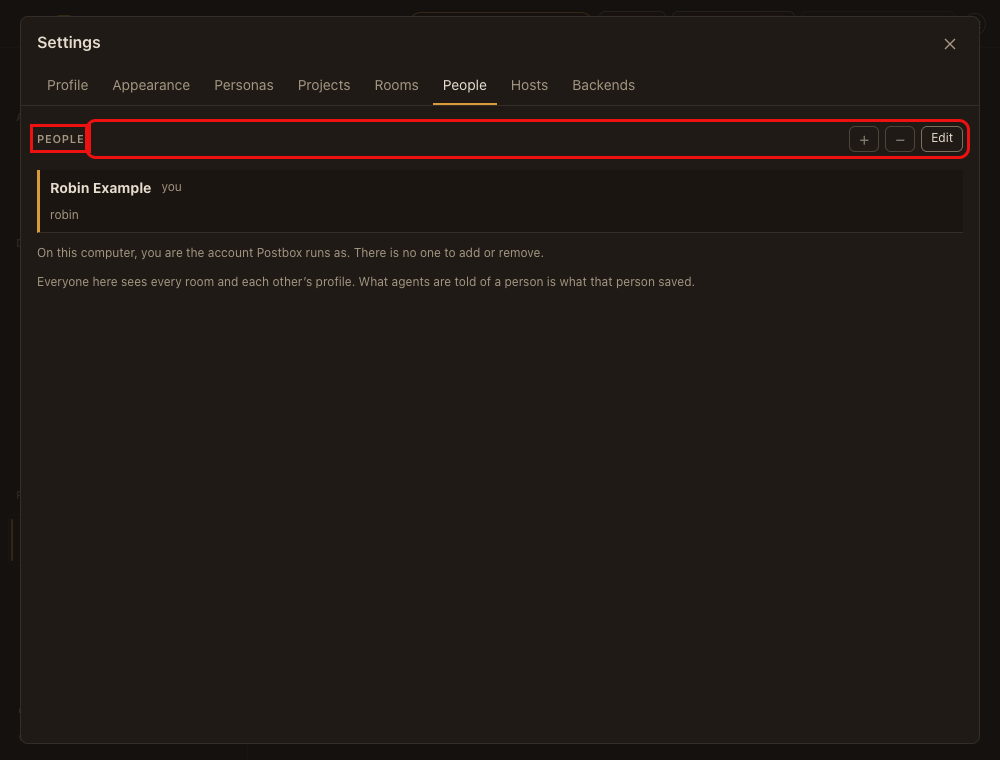 Settings
Profile Appearance Personas Projects Rooms People Hosts Backends
PEOPLE + − Edit
Robin Example you
robin
On this computer, you are the account Postbox runs as. There is no one to add or remove.
Everyone here sees every room and each other's profile. What agents are told of a person is what that person saved.